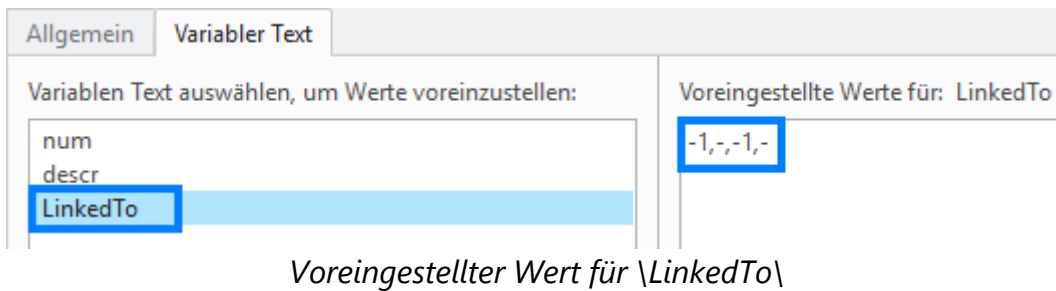 Allgemein Variabler Text
Variablen Text auswählen, um Werte voreinzustellen: Voreingestellte Werte für: LinkedTo
num -1,-,-1,-
descr
LinkedTo
Voreingestellter Wert für \LinkedTo\